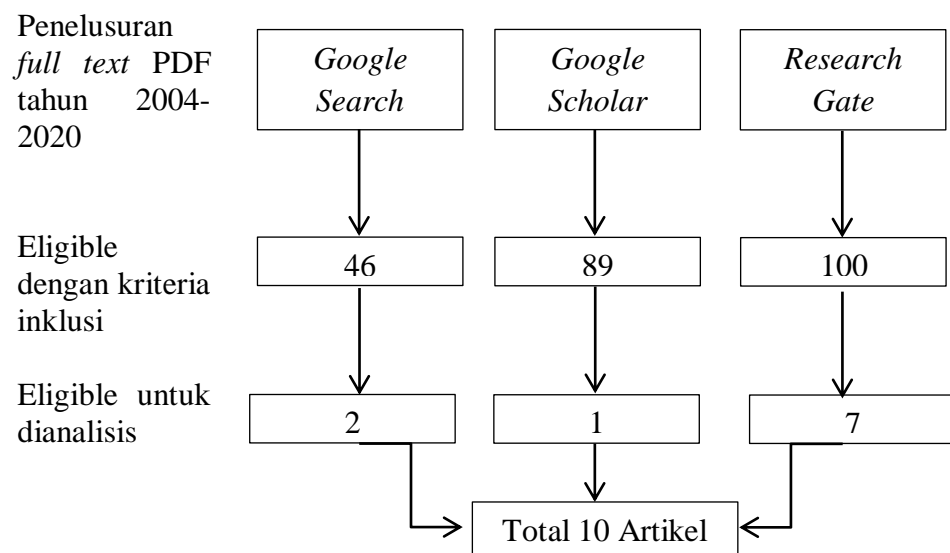 Penelusuran
full text PDF
tahun 2004-
2020
Google
Search
Google
Scholar
Research
Gate
Eligible
dengan kriteria
inklusi
46
89
100
Eligible untuk
dianalisis
2
1
7
Total 10 Artikel